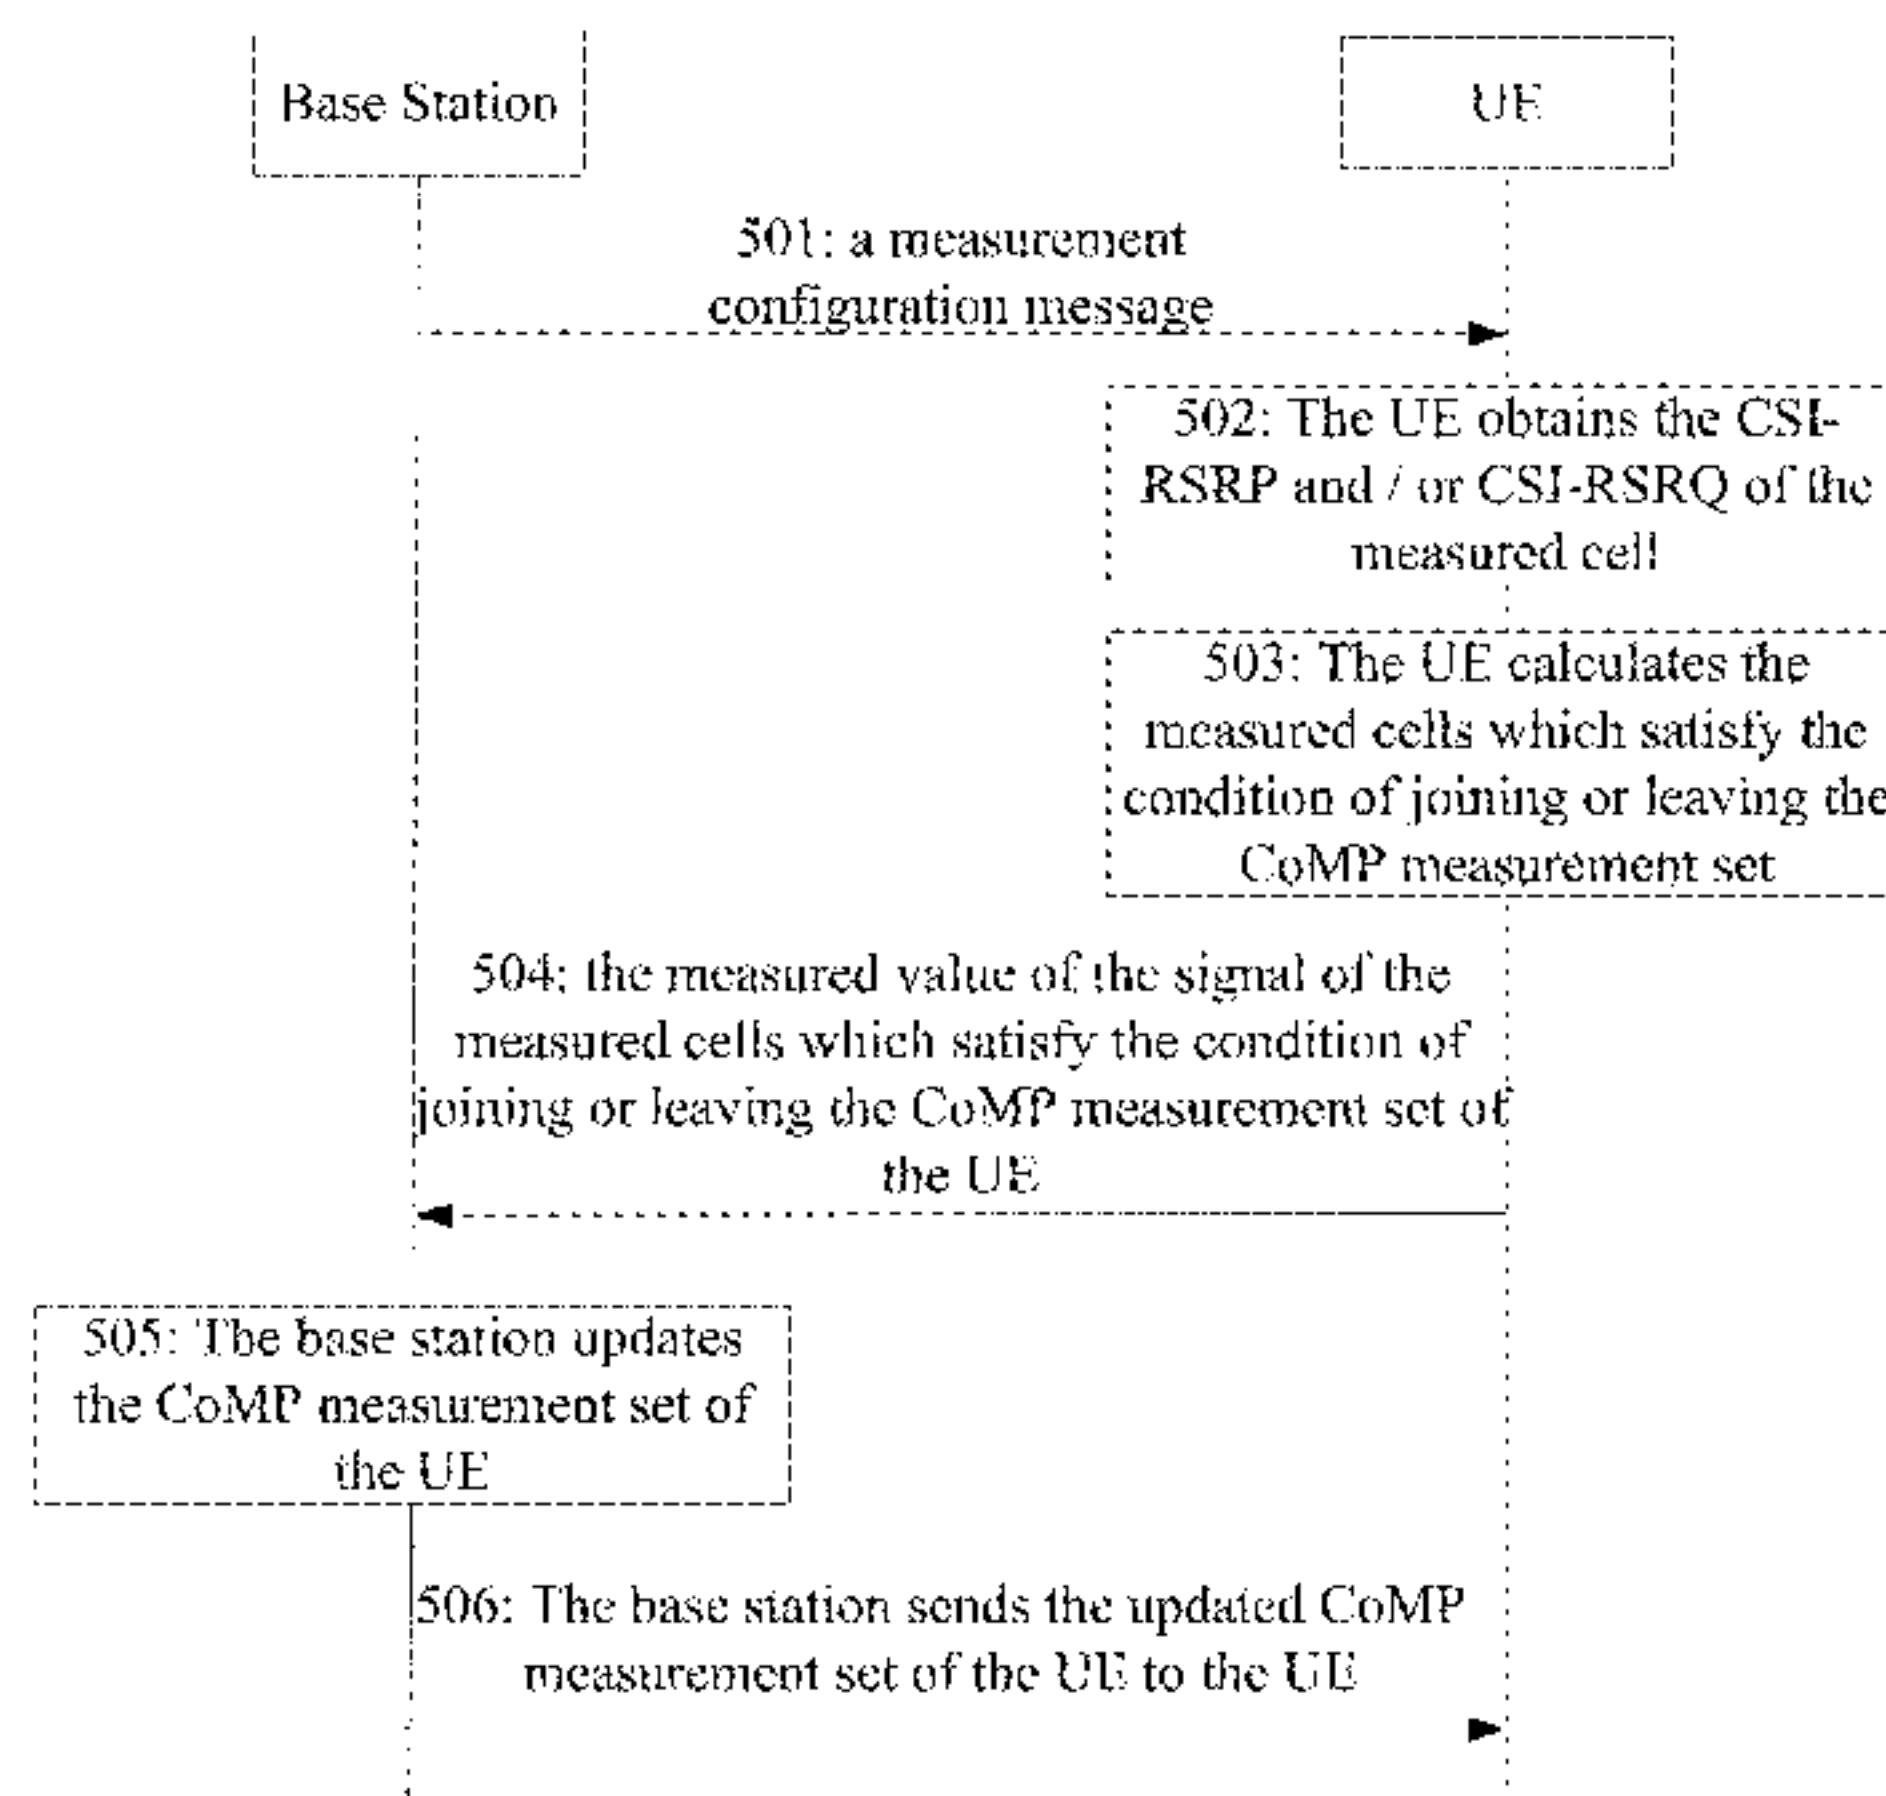 Base Station
UE
501: a measurement
configuration message
502: The UE obtains the CSI-
RSRP and / or CSI-RSRQ of the
measured cell
503: The UE calculates the
measured cells which satisfy the
condition of joining or leaving the
CoMP measurement set
504: the measured value of the signal of the
measured cells which satisfy the condition of
joining or leaving the CoMP measurement set of
the UE
505: The base station updates
the CoMP measurement set of
the UE
506: The base station sends the updated CoMP
measurement set of the UE to the UE